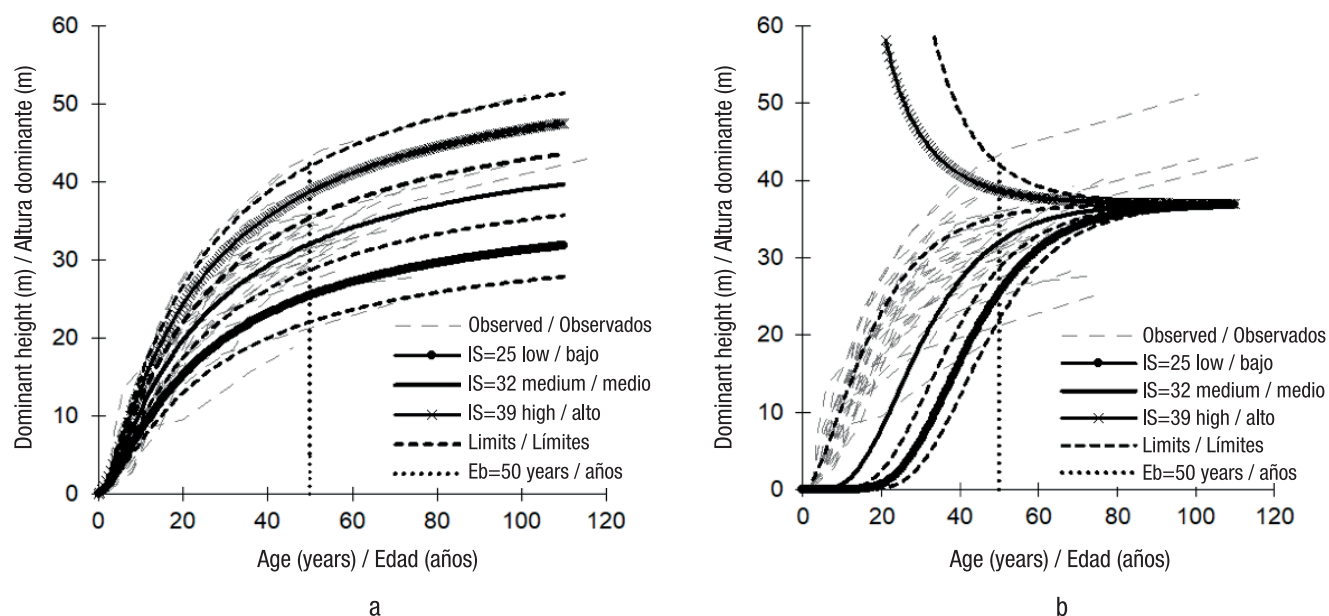 60
50
40
30
20
10
0
Dominant height (m) / Altura dominante (m)
Observed / Observados
IS=25 low / bajo
IS=32 medium / medio
IS=39 high / alto
Limits / Límites
Eb=50 years / años
0 20 40 60 80 100 120
Age (years) / Edad (años)
a
60
50
40
30
20
10
0
Dominant height (m) / Altura dominante (m)
Observed / Observados
IS=25 low / bajo
IS=32 medium / medio
IS=39 high / alto
Limits / Límites
Eb=50 years / años
0 20 40 60 80 100 120
Age (years) / Edad (años)
b